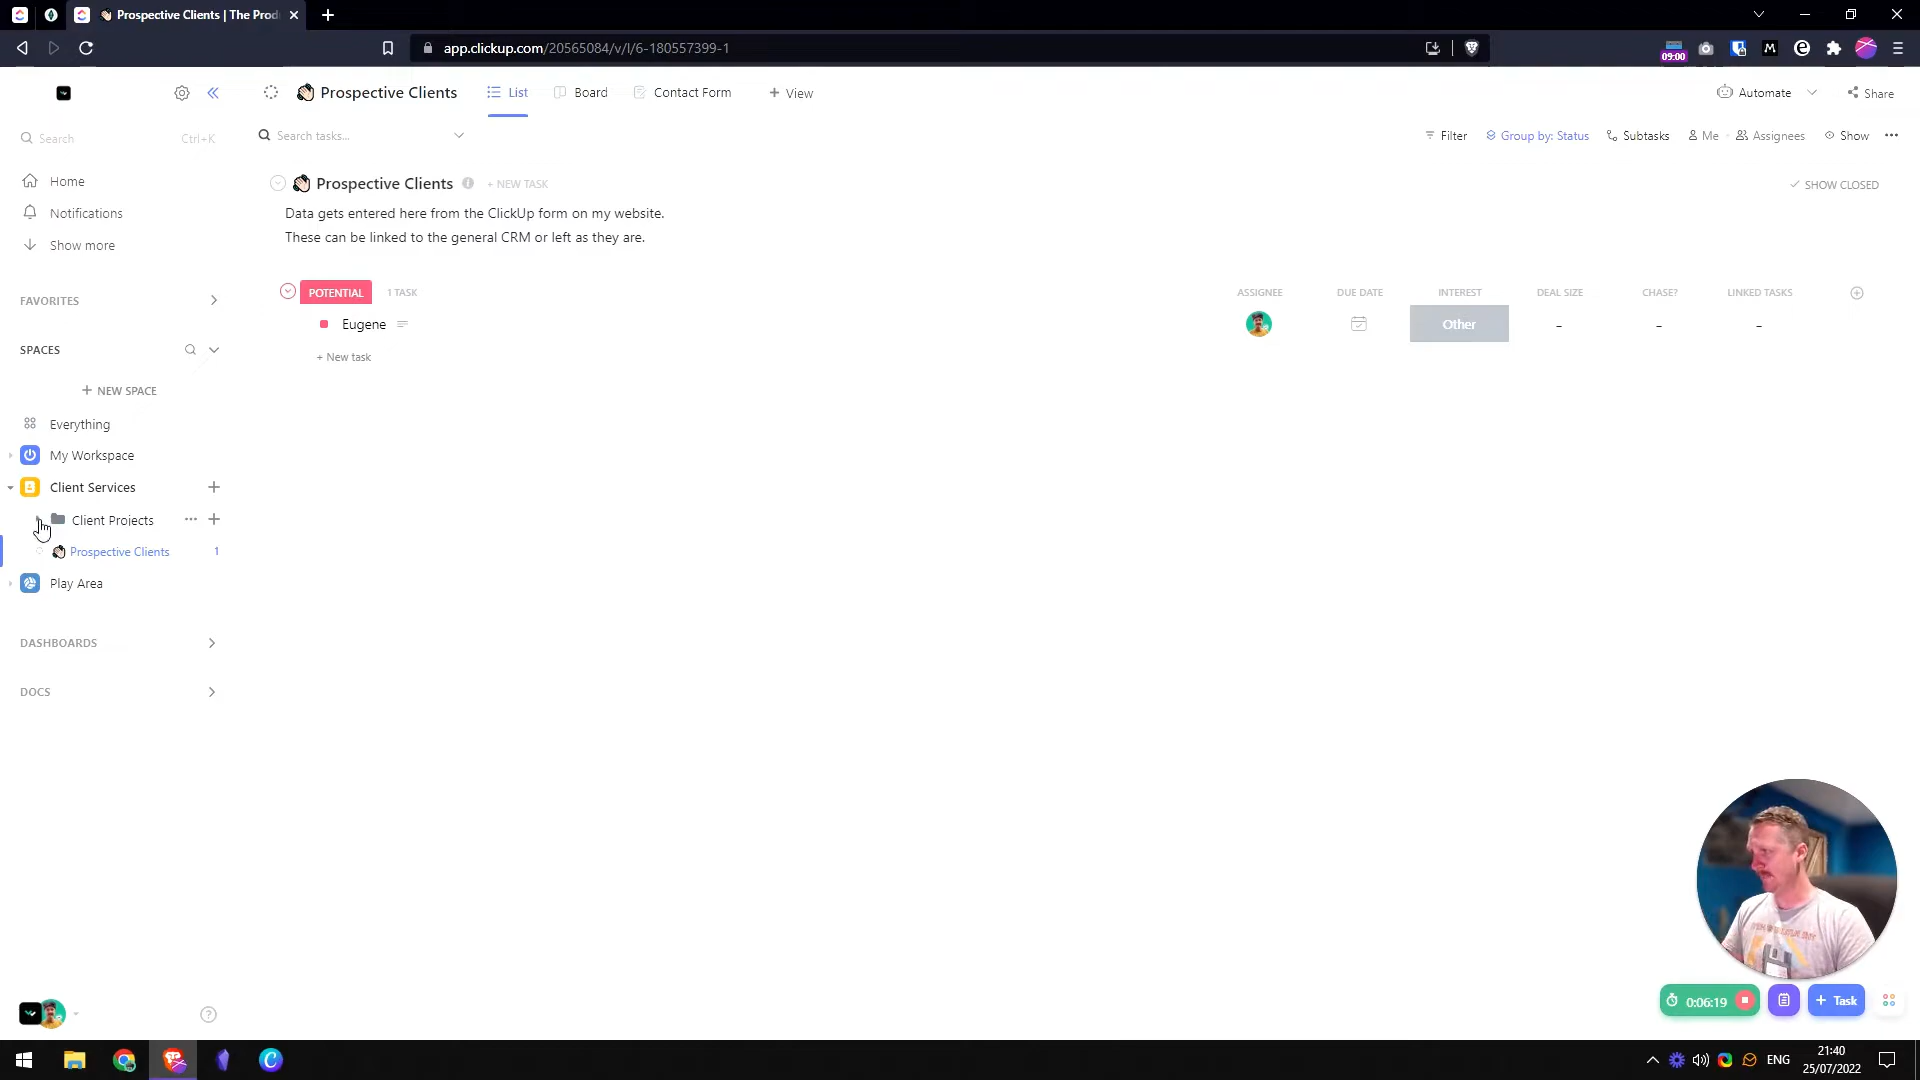 Prospective Clients | The Prod
app.clickup.com/20565084/v/l/6-180557399-1
09:00
Prospective Clients
List
Board
Contact Form
+ View
Automate
Share
Search
Ctrl+K
Search tasks...
Filter
Group by: Status
Subtasks
Me
Assignees
Show
Home
Notifications
Show more
Prospective Clients
+ NEW TASK
SHOW CLOSED
Data gets entered here from the ClickUp form on my website.
These can be linked to the general CRM or left as they are.
FAVORITES
POTENTIAL
1 TASK
ASSIGNEE
DUE DATE
INTEREST
DEAL SIZE
CHASE?
LINKED TASKS
Eugene
Other
–
–
–
+ New task
SPACES
+ NEW SPACE
Everything
My Workspace
Client Services
Client Projects
Prospective Clients
1
Play Area
DASHBOARDS
DOCS
0:06:19
+ Task
ENG
21:40
25/07/2022